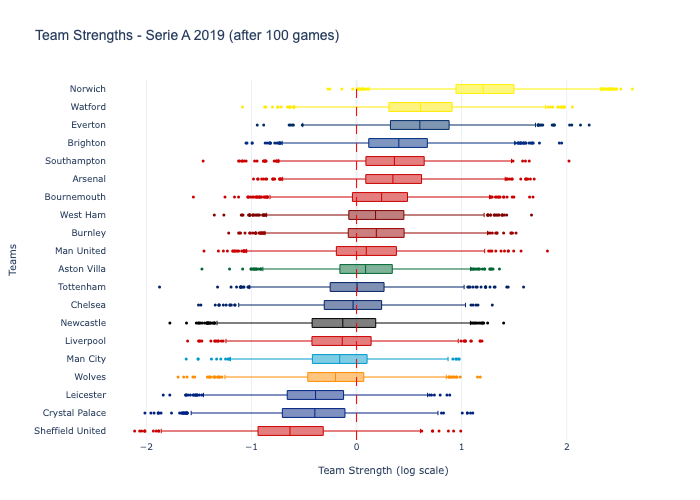 Team Strengths - Serie A 2019 (after 100 games)
Norwich
Watford
Everton
Brighton
Southampton
Arsenal
Bournemouth
West Ham
Burnley
Man United
Aston Villa
Tottenham
Chelsea
Newcastle
Liverpool
Man City
Wolves
Leicester
Crystal Palace
Sheffield United
Teams
−2 −1 0 1 2
Team Strength (log scale)